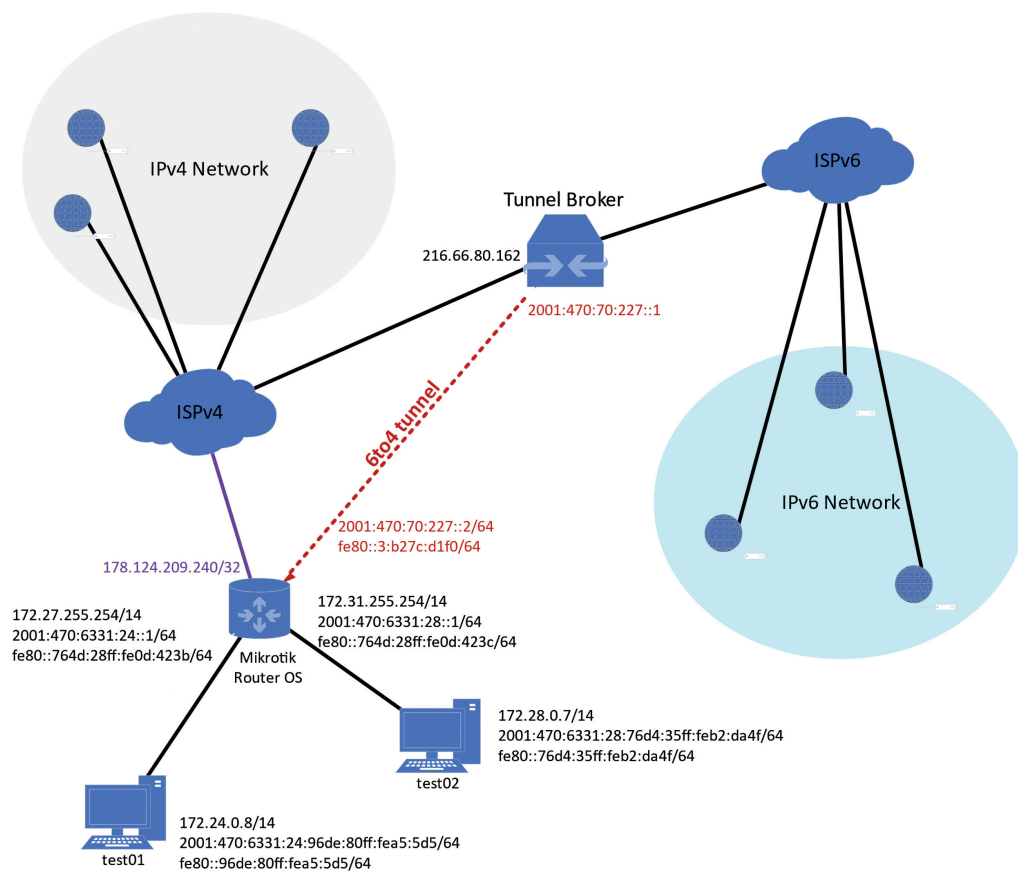 IPv4 Network
ISPv6
Tunnel Broker
216.66.80.162
2001:470:70:227::1
ISPv4
6to4 tunnel
IPv6 Network
2001:470:70:227::2/64
fe80::3:b27c:d1f0/64
178.124.209.240/32
172.27.255.254/14
2001:470:6331:24::1/64
fe80::764d:28ff:fe0d:423b/64
172.31.255.254/14
2001:470:6331:28::1/64
fe80::764d:28ff:fe0d:423c/64
Mikrotik
Router OS
172.28.0.7/14
2001:470:6331:28:76d4:35ff:feb2:da4f/64
fe80::76d4:35ff:feb2:da4f/64
test02
172.24.0.8/14
2001:470:6331:24:96de:80ff:fea5:5d5/64
fe80::96de:80ff:fea5:5d5/64
test01